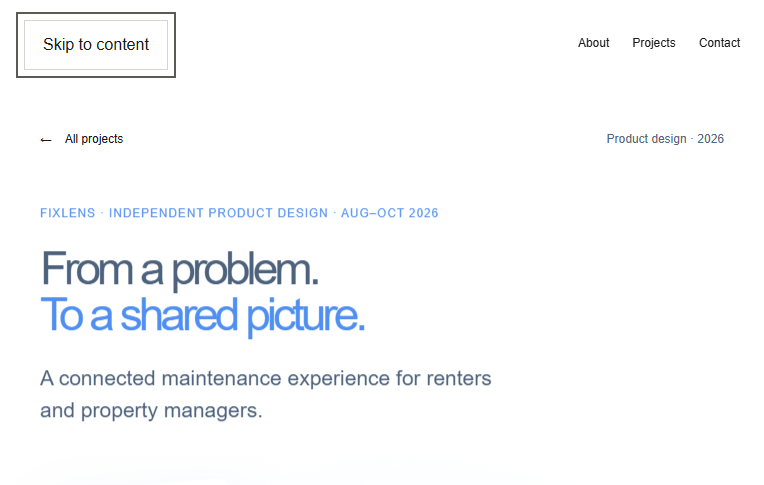 Skip to content
About
Projects
Contact
← All projects
Product design · 2026
FIXLENS · INDEPENDENT PRODUCT DESIGN · AUG–OCT 2026
From a problem.
To a shared picture.
A connected maintenance experience for renters
and property managers.